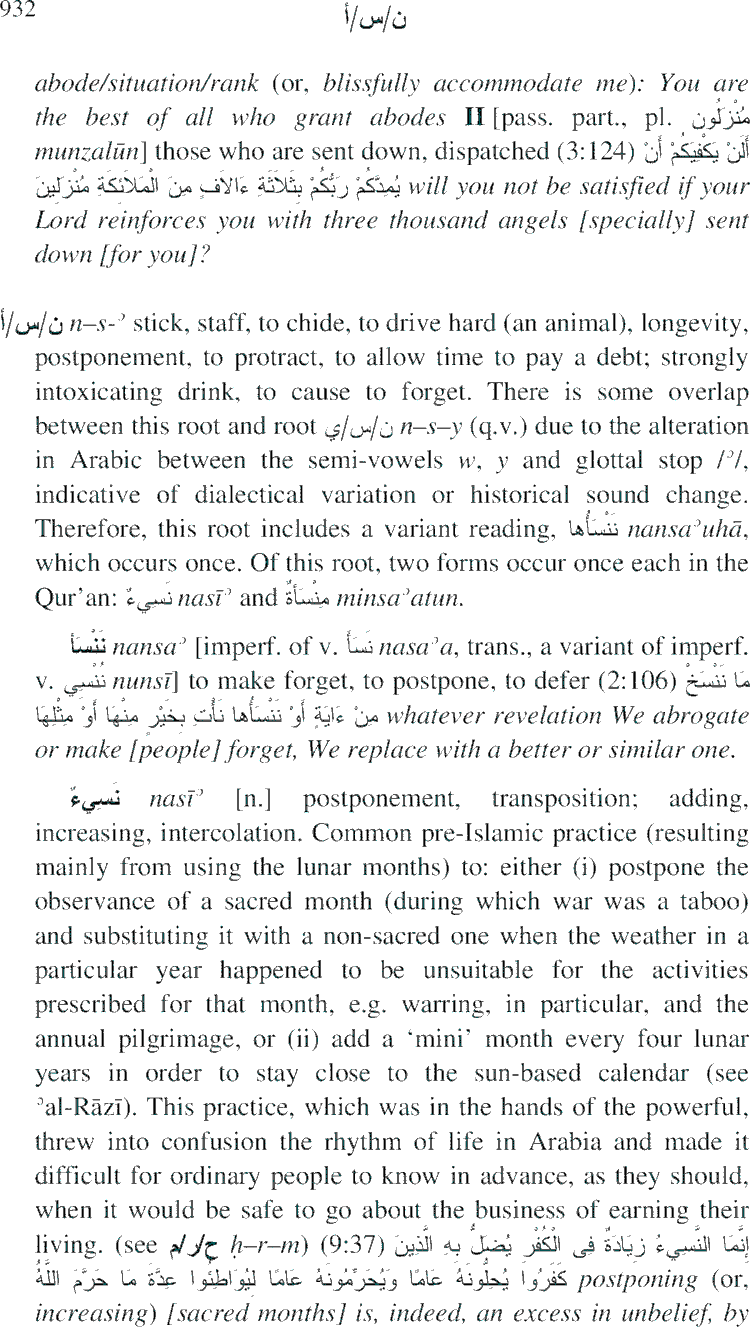 932
ن/س/أ
abode/situation/rank (or, blissfully accommodate me): You are
the best of all who grant abodes II [pass. part., pl. مُنْزَلُون
munzalūn] those who are sent down, dispatched (3:124) أَلَنْ يَكْفِيَكُمْ أَنْ
يُمِدَّكُمْ رَبُّكُمْ بِثَلاَثَةِ ءَالاَفٍ مِنَ الْمَلاَئِكَةِ مُنْزَلِينَ will you not be satisfied if your
Lord reinforces you with three thousand angels [specially] sent
down [for you]?
ن/س/أ n–s-ʾ stick, staff, to chide, to drive hard (an animal), longevity,
postponement, to protract, to allow time to pay a debt; strongly
intoxicating drink, to cause to forget. There is some overlap
between this root and root ن/س/ي n–s–y (q.v.) due to the alteration
in Arabic between the semi-vowels w, y and glottal stop /ʾ/,
indicative of dialectical variation or historical sound change.
Therefore, this root includes a variant reading, نَنْسَأُها nansaʾuhā,
which occurs once. Of this root, two forms occur once each in the
Qur’an: نَسِيءٌ nasīʾ and مِنْسَأَةٌ minsaʾatun.
نَنْسَأ nansaʾ [imperf. of v. نَسَأَ nasaʾa, trans., a variant of imperf.
v. نُنْسِي nunsī] to make forget, to postpone, to defer (2:106) مَا نَنْسَخْ
مِنْ ءَايَةٍ أَوْ نَنْسَأْها نَأْتِ بِخَيْرٍ مِنْهَا أَوْ مِثْلِهَا whatever revelation We abrogate
or make [people] forget, We replace with a better or similar one.
نَسِيءٌ nasīʾ [n.] postponement, transposition; adding,
increasing, intercolation. Common pre-Islamic practice (resulting
mainly from using the lunar months) to: either (i) postpone the
observance of a sacred month (during which war was a taboo)
and substituting it with a non-sacred one when the weather in a
particular year happened to be unsuitable for the activities
prescribed for that month, e.g. warring, in particular, and the
annual pilgrimage, or (ii) add a ‘mini’ month every four lunar
years in order to stay close to the sun-based calendar (see
ʾal-Rāzī). This practice, which was in the hands of the powerful,
threw into confusion the rhythm of life in Arabia and made it
difficult for ordinary people to know in advance, as they should,
when it would be safe to go about the business of earning their
living. (see ح/ر/م ḥ–r–m) (9:37) إِنَّمَا النَّسِيءُ زِيَادَةٌ فِى الْكُفْرِ يُضَلُّ بِهِ الَّذِينَ
كَفَرُوا يُحِلُّونَهُ عَامًا وَيُحَرِّمُونَهُ عَامًا لِيُوَاطِئُوا عِدَّةَ مَا حَرَّمَ اللَّهُ postponing (or,
increasing) [sacred months] is, indeed, an excess in unbelief, by